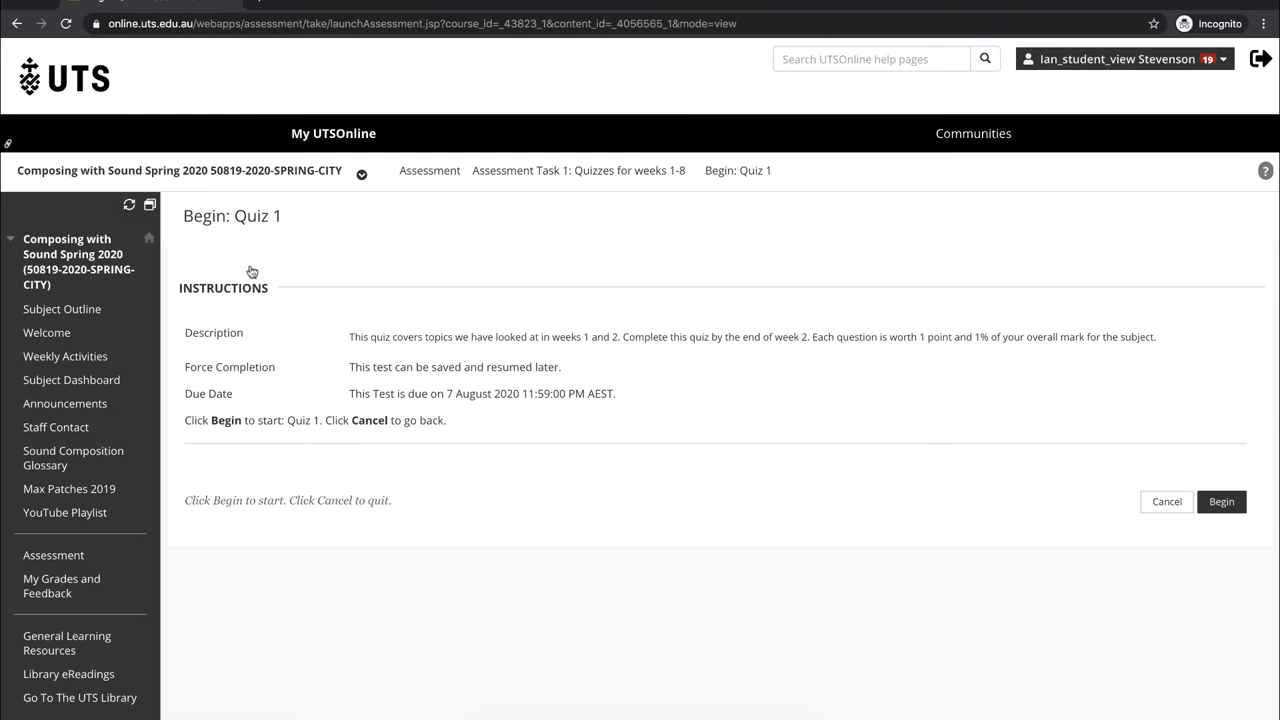 online.uts.edu.au/webapps/assessment/take/launchAssessment.jsp?course_id=_43823_1&content_id=_4056565_1&mode=view
Incognito
UTS
Search UTSOnline help pages
Ian_student_view Stevenson 19
My UTSOnline
Communities
Composing with Sound Spring 2020 50819-2020-SPRING-CITY
Assessment
Assessment Task 1: Quizzes for weeks 1-8
Begin: Quiz 1
?
Composing with
Sound Spring 2020
(50819-2020-SPRING-
CITY)
Subject Outline
Welcome
Weekly Activities
Subject Dashboard
Announcements
Staff Contact
Sound Composition
Glossary
Max Patches 2019
YouTube Playlist
Assessment
My Grades and
Feedback
General Learning
Resources
Library eReadings
Go To The UTS Library
Begin: Quiz 1
INSTRUCTIONS
Description
This quiz covers topics we have looked at in weeks 1 and 2. Complete this quiz by the end of week 2. Each question is worth 1 point and 1% of your overall mark for the subject.
Force Completion
This test can be saved and resumed later.
Due Date
This Test is due on 7 August 2020 11:59:00 PM AEST.
Click Begin to start: Quiz 1. Click Cancel to go back.
Click Begin to start. Click Cancel to quit.
Cancel
Begin